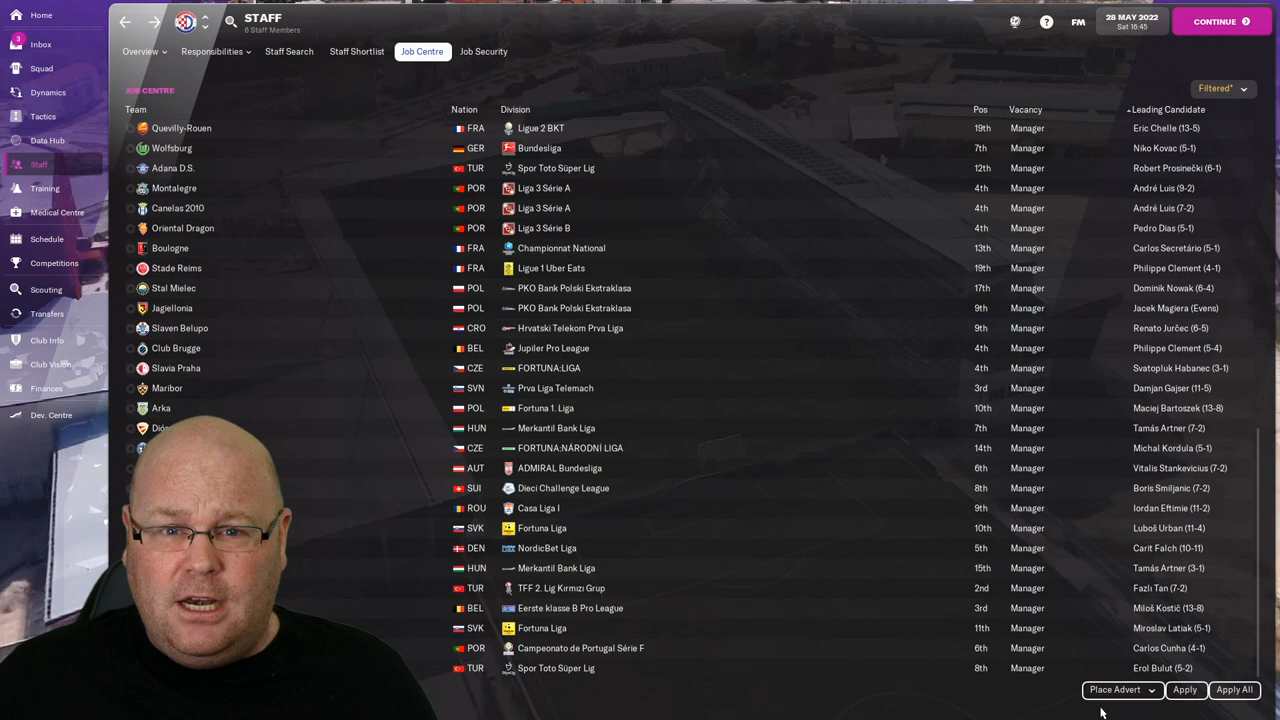 Home
STAFF
6 Staff Members
FM
28 MAY 2022
Sat 16:45
CONTINUE
3
Inbox
Squad
Dynamics
Tactics
Data Hub
Staff
Training
Medical Centre
Schedule
Competitions
Scouting
Transfers
Club Info
Club Vision
Finances
Dev. Centre
Overview Responsibilities Staff Search Staff Shortlist Job Centre Job Security
JOB CENTRE
Filtered*
Team Nation Division Pos Vacancy Leading Candidate
Quevilly-Rouen FRA Ligue 2 BKT 19th Manager Eric Chelle (13-5)
Wolfsburg GER Bundesliga 7th Manager Niko Kovac (5-1)
Adana D.S. TUR Spor Toto Süper Lig 12th Manager Robert Prosinečki (6-1)
Montalegre POR Liga 3 Série A 4th Manager André Luis (9-2)
Canelas 2010 POR Liga 3 Série A 4th Manager André Luis (7-2)
Oriental Dragon POR Liga 3 Série B 4th Manager Pedro Dias (5-1)
Boulogne FRA Championnat National 13th Manager Carlos Secretário (5-1)
Stade Reims FRA Ligue 1 Uber Eats 19th Manager Philippe Clement (4-1)
Stal Mielec POL PKO Bank Polski Ekstraklasa 17th Manager Dominik Nowak (6-4)
Jagiellonia POL PKO Bank Polski Ekstraklasa 9th Manager Jacek Magiera (Evens)
Slaven Belupo CRO Hrvatski Telekom Prva Liga 9th Manager Renato Jurčec (6-5)
Club Brugge BEL Jupiler Pro League 4th Manager Philippe Clement (5-4)
Slavia Praha CZE FORTUNA:LIGA 4th Manager Svatopluk Habanec (3-1)
Maribor SVN Prva Liga Telemach 3rd Manager Damjan Gajser (11-5)
Arka POL Fortuna 1. Liga 10th Manager Maciej Bartoszek (13-8)
HUN Merkantil Bank Liga 7th Manager Tamás Artner (7-2)
CZE FORTUNA:NÁRODNÍ LIGA 14th Manager Michal Kordula (5-1)
AUT ADMIRAL Bundesliga 6th Manager Vitalis Stankevicius (7-2)
SUI Dieci Challenge League 8th Manager Boris Smiljanic (7-2)
ROU Casa Liga I 9th Manager Iordan Eftimie (11-2)
SVK Fortuna Liga 10th Manager Luboš Urban (11-4)
DEN NordicBet Liga 5th Manager Carit Falch (10-11)
HUN Merkantil Bank Liga 15th Manager Tamás Artner (3-1)
TUR TFF 2. Lig Kırmızı Grup 2nd Manager Fazlı Tan (7-2)
BEL Eerste klasse B Pro League 3rd Manager Miloš Kostič (13-8)
SVK Fortuna Liga 11th Manager Miroslav Latiak (5-1)
POR Campeonato de Portugal Série F 6th Manager Carlos Cunha (4-1)
TUR Spor Toto Süper Lig 8th Manager Erol Bulut (5-2)
Place Advert Apply Apply All